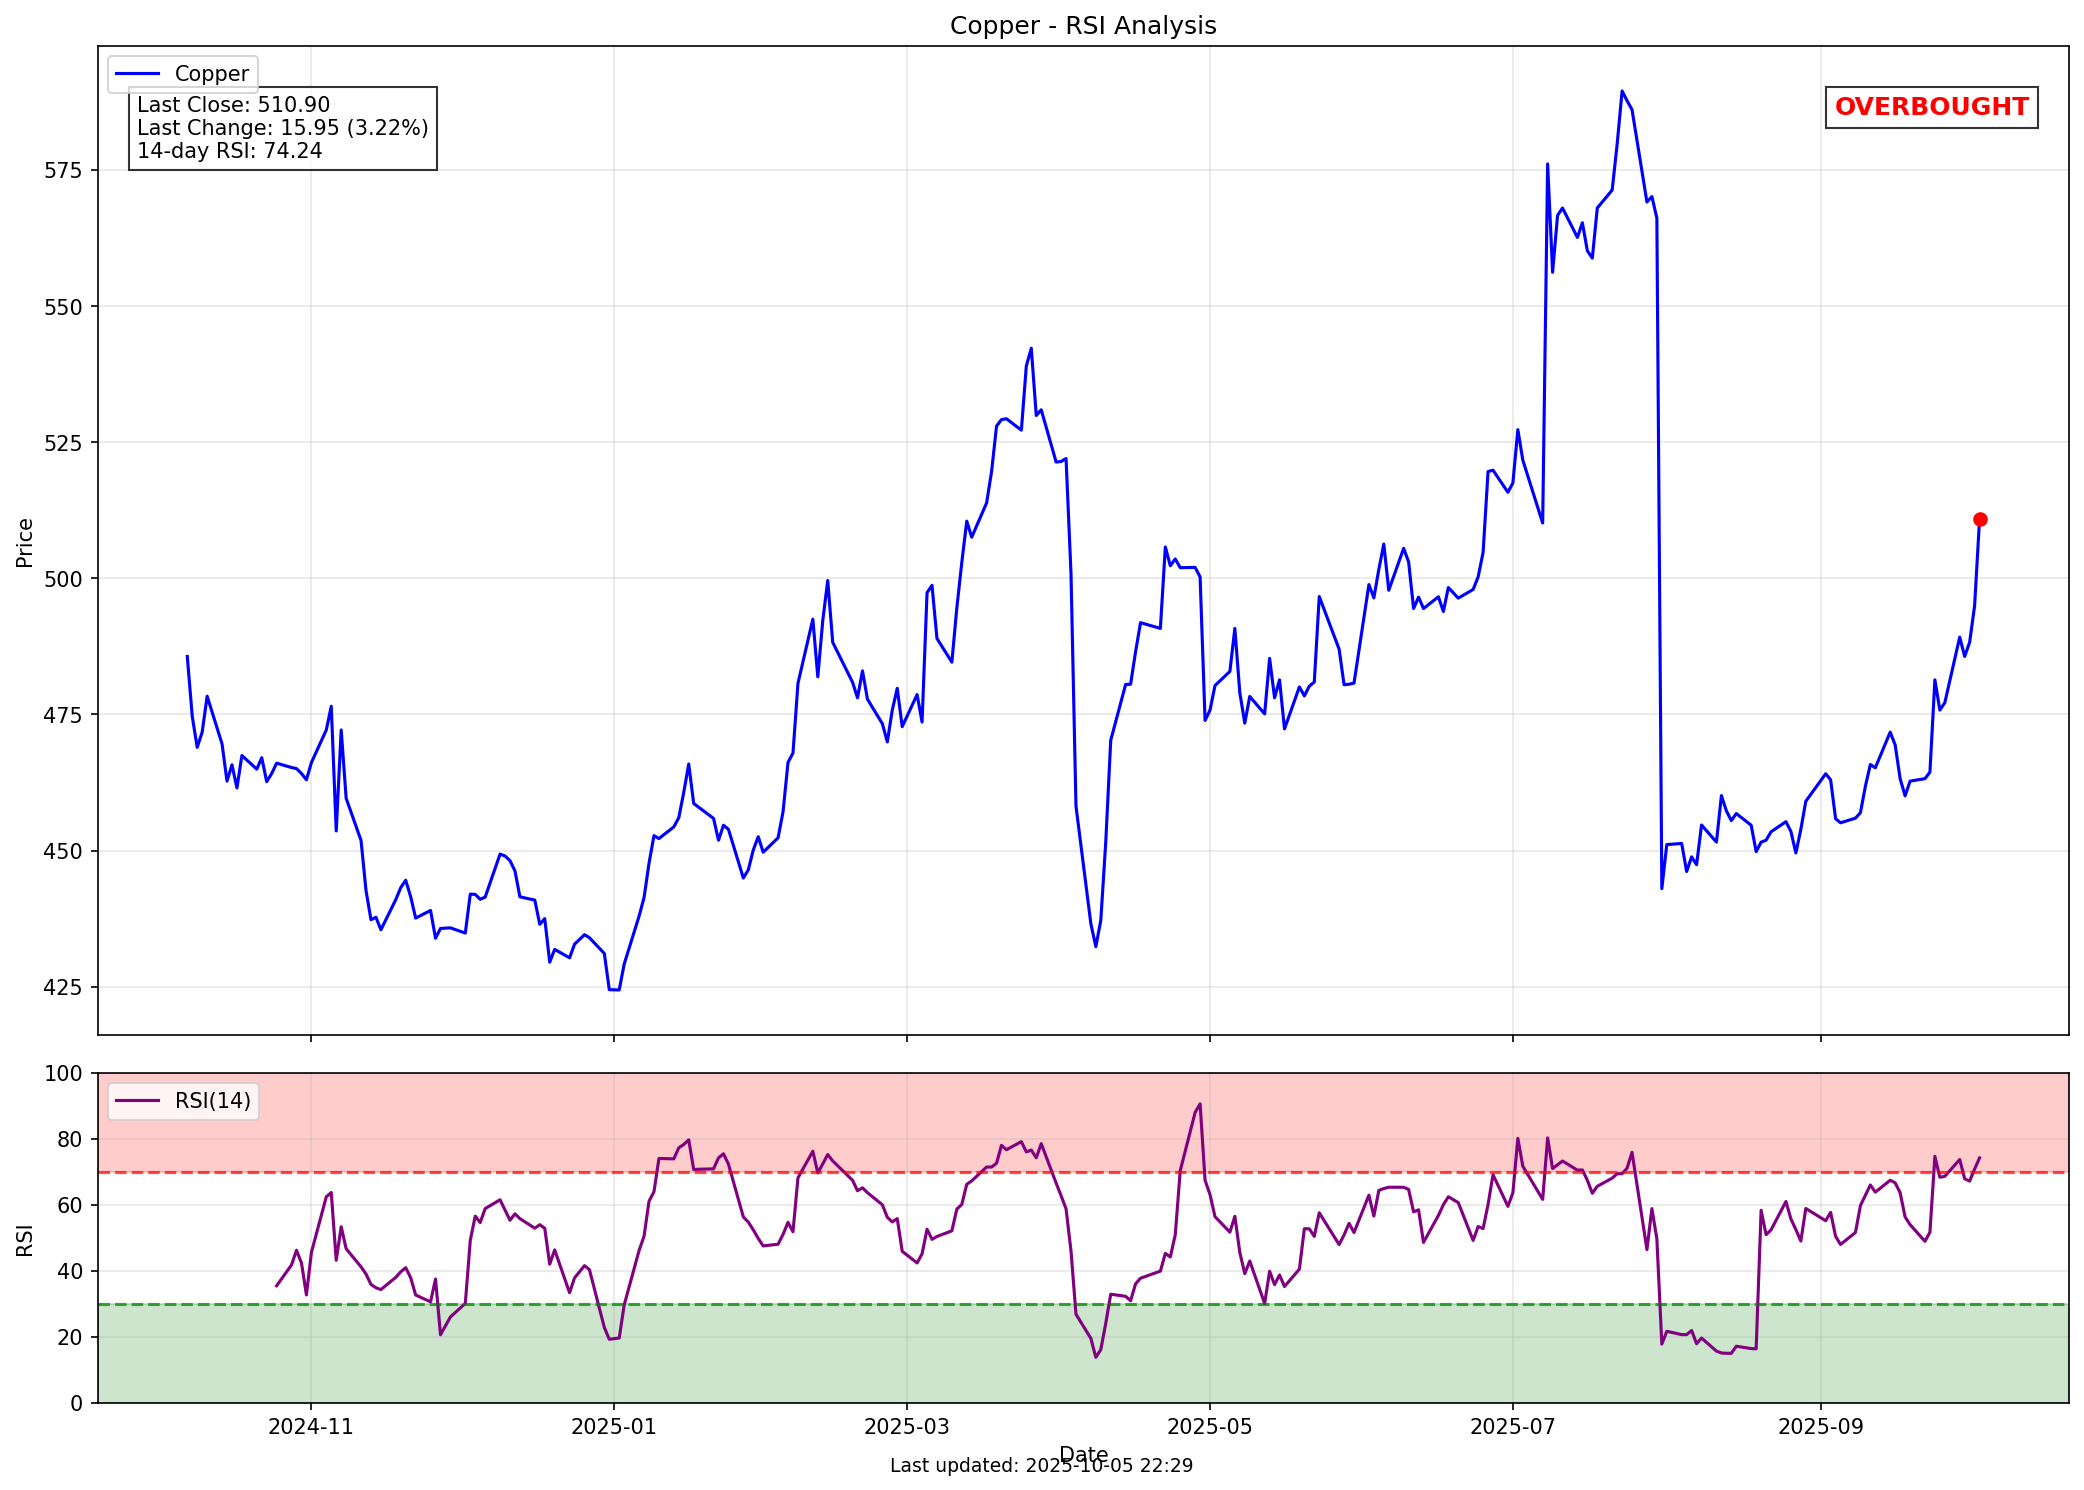 Copper - RSI Analysis
Copper
Last Close: 510.90
Last Change: 15.95 (3.22%)
14-day RSI: 74.24
OVERBOUGHT
575
550
525
500
475
450
425
Price
100
80
60
40
20
0
RSI
RSI(14)
2024-11
2025-01
2025-03
2025-05
2025-07
2025-09
Date
Last updated: 2025-10-05 22:29